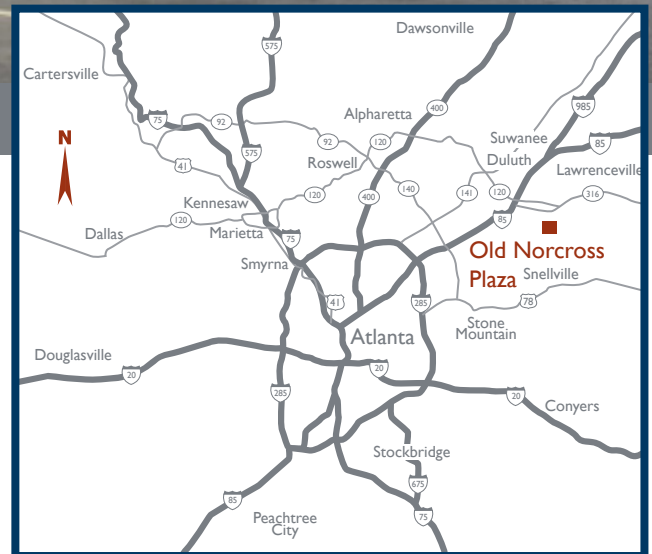 Dawsonville
575
Cartersville
985
400
Alpharetta
75
92
Suwanee
N
92
120
85
575
Duluth
41
Roswell
Lawrenceville
120
140
141
120
316
400
Kennesaw
120
85
Dallas
Marietta
75
Old Norcross
Plaza
Smyrna
Snellville
41
285
78
Stone
Mountain
Atlanta
Douglasville
20
20
285
20
Conyers
Stockbridge
675
85
75
Peachtree
City